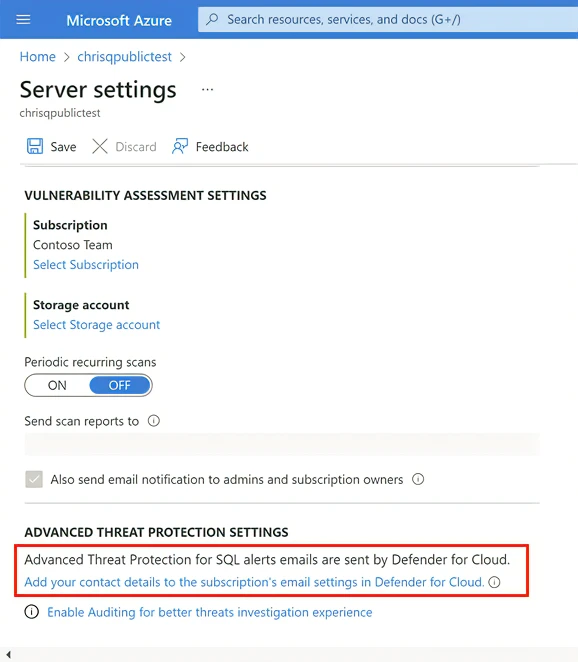 Microsoft Azure
Search resources, services, and docs (G+/)
Home > chrisqpublictest >
Server settings ...
chrisqpublictest
Save Discard Feedback
VULNERABILITY ASSESSMENT SETTINGS
Subscription
Contoso Team
Select Subscription
Storage account
Select Storage account
Periodic recurring scans
ON OFF
Send scan reports to
Also send email notification to admins and subscription owners
ADVANCED THREAT PROTECTION SETTINGS
Advanced Threat Protection for SQL alerts emails are sent by Defender for Cloud.
Add your contact details to the subscription's email settings in Defender for Cloud.
Enable Auditing for better threats investigation experience